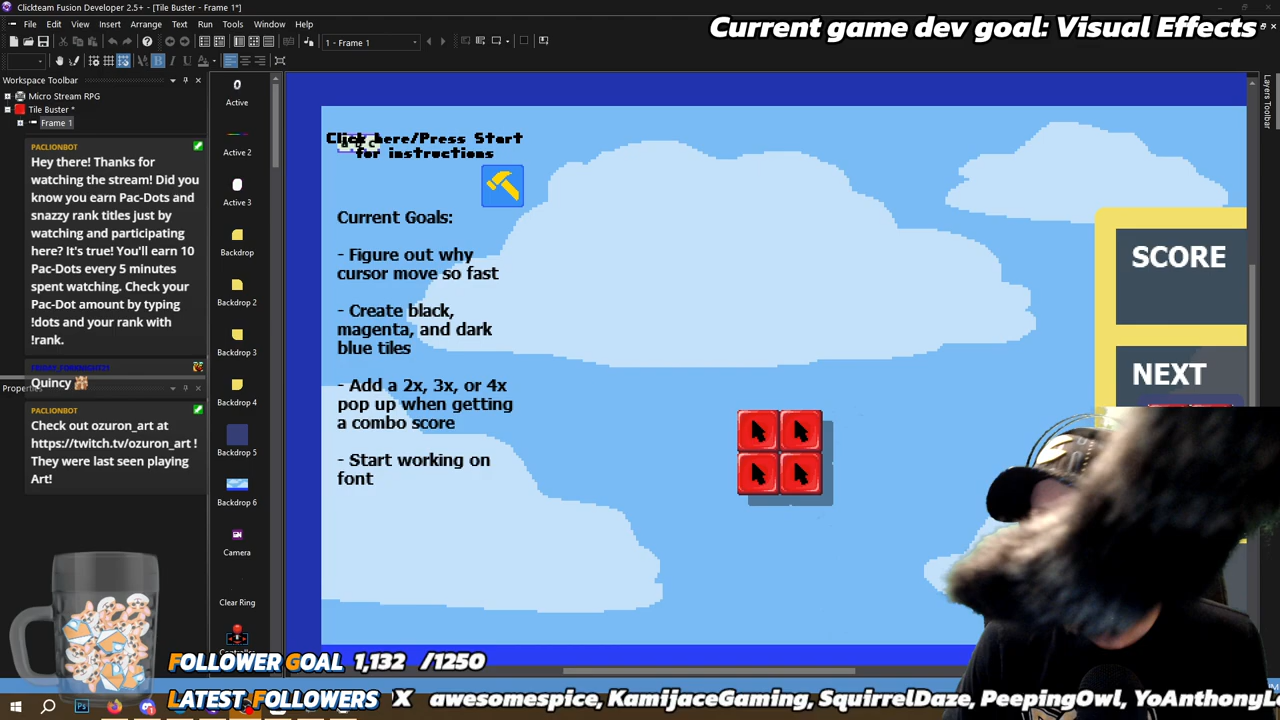 Clickteam Fusion Developer 2.5+ - [Tile Buster - Frame 1*]
Current game dev goal: Visual Effects
File Edit View Insert Arrange Text Run Tools Window Help
1 - Frame 1
Workspace Toolbar
Micro Stream RPG
Tile Buster *
Frame 1
PACLIONBOT
Hey there! Thanks for
watching the stream! Did you
know you earn Pac-Dots and
snazzy rank titles just by
watching and participating
here? It's true! You'll earn 10
Pac-Dots every 5 minutes
spent watching. Check your
Pac-Dot amount by typing
!dots and your rank with
!rank.
Quincy
PACLIONBOT
Check out ozuron_art at
https://twitch.tv/ozuron_art !
They were last seen playing
Art!
Active
Active 2
Active 3
Backdrop
Backdrop 2
Backdrop 3
Backdrop 4
Backdrop 5
Backdrop 6
Camera
Clear Ring
Click here/Press Start
for instructions
Current Goals:
- Figure out why
cursor move so fast
- Create black,
magenta, and dark
blue tiles
- Add a 2x, 3x, or 4x
pop up when getting
a combo score
- Start working on
font
SCORE
NEXT
Layers Toolbar
FOLLOWER GOAL 1,132 /1250
LATEST FOLLOWERS X awesomespice, KamijaceGaming, SquirrelDaze, PeepingOwl, YoAnthonyL